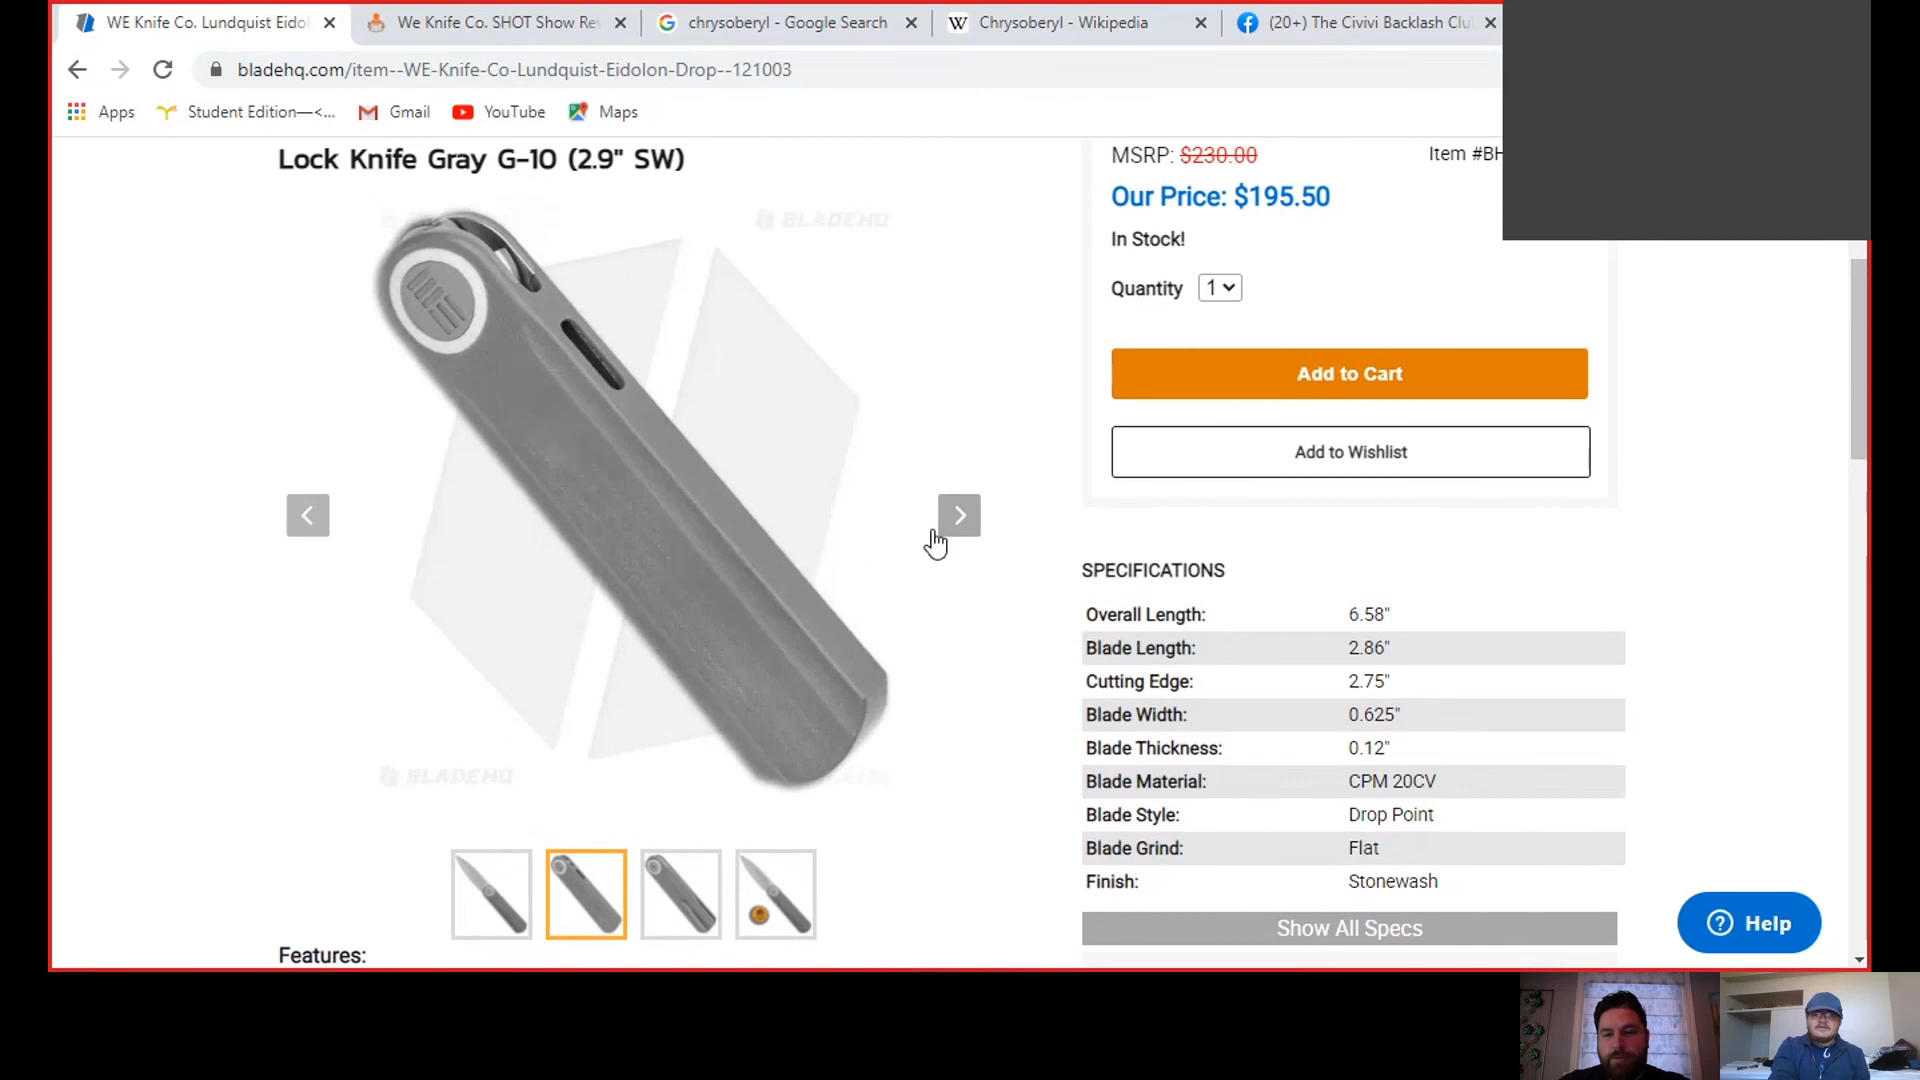 WE Knife Co. Lundquist Eidol
We Knife Co. SHOT Show Re
chrysoberyl - Google Search
Chrysoberyl - Wikipedia
(20+) The Civivi Backlash Clu
bladehq.com/item--WE-Knife-Co-Lundquist-Eidolon-Drop--121003
Apps
Student Edition—<...
Gmail
YouTube
Maps
Lock Knife Gray G-10 (2.9" SW)
BLADEHQ
BLADEHQ
MSRP: $230.00
Item #BH
Our Price: $195.50
In Stock!
Quantity 1
Add to Cart
Add to Wishlist
SPECIFICATIONS
Overall Length: 6.58"
Blade Length: 2.86"
Cutting Edge: 2.75"
Blade Width: 0.625"
Blade Thickness: 0.12"
Blade Material: CPM 20CV
Blade Style: Drop Point
Blade Grind: Flat
Finish: Stonewash
Show All Specs
Help
Features: